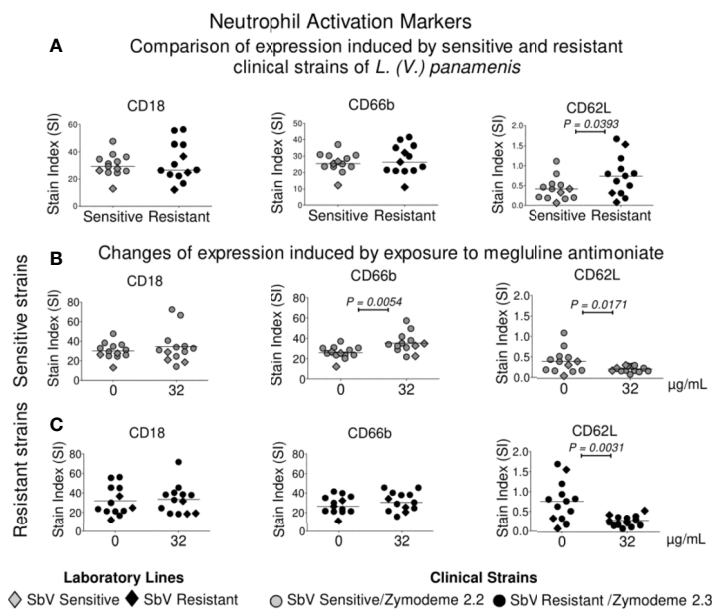 Neutrophil Activation Markers
A
Comparison of expression induced by sensitive and resistant
clinical strains of L. (V.) panamenis
CD18
Stain Index (SI)
60
40
20
0
Sensitive Resistant
CD66b
Stain Index (SI)
50
40
30
20
10
0
Sensitive Resistant
CD62L
P = 0.0393
Stain Index (SI)
2.0
1.5
1.0
0.5
0.0
Sensitive Resistant
B
Changes of expression induced by exposure to megluline antimoniate
Sensitive strains
CD18
Stain Index (SI)
80
60
40
20
0
0 32
CD66b
P = 0.0054
Stain Index (SI)
80
60
40
20
0
0 32
CD62L
P = 0.0171
Stain Index (SI)
2.0
1.5
1.0
0.5
0.0
0 32 µg/mL
C
Resistant strains
CD18
Stain Index (SI)
80
60
40
20
0
0 32
CD66b
Stain Index (SI)
80
60
40
20
0
0 32
CD62L
P = 0.0031
Stain Index (SI)
2.0
1.5
1.0
0.5
0.0
0 32 µg/mL
Laboratory Lines
SbV Sensitive SbV Resistant
Clinical Strains
SbV Sensitive/Zymodeme 2.2 SbV Resistant /Zymodeme 2.3